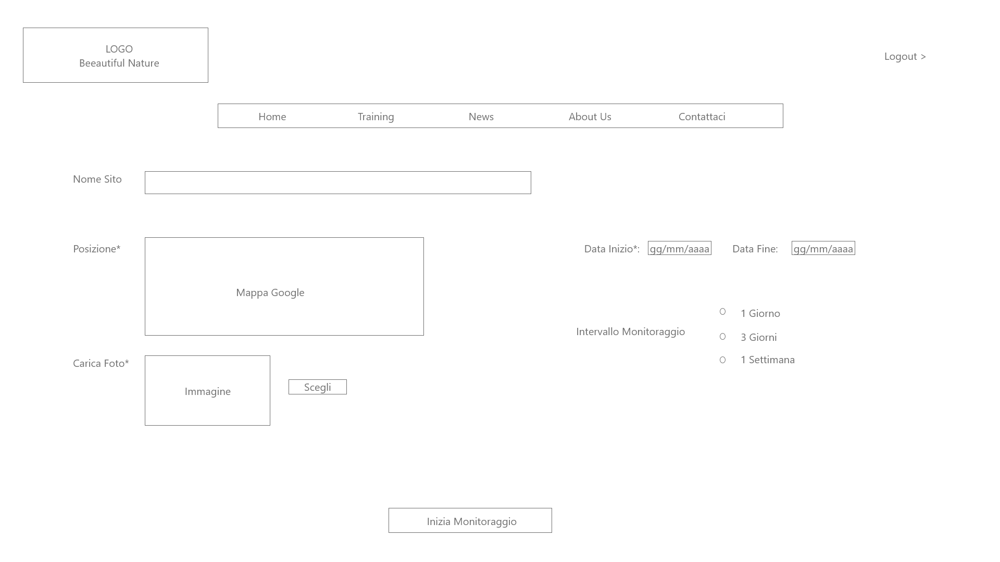 LOGO
Beeautiful Nature
Logout >
Home Training News About Us Contattaci
Nome Sito
Posizione*
Mappa Google
Data Inizio*: gg/mm/aaaa Data Fine: gg/mm/aaaa
Intervallo Monitoraggio
1 Giorno
3 Giorni
1 Settimana
Carica Foto*
Immagine
Scegli
Inizia Monitoraggio